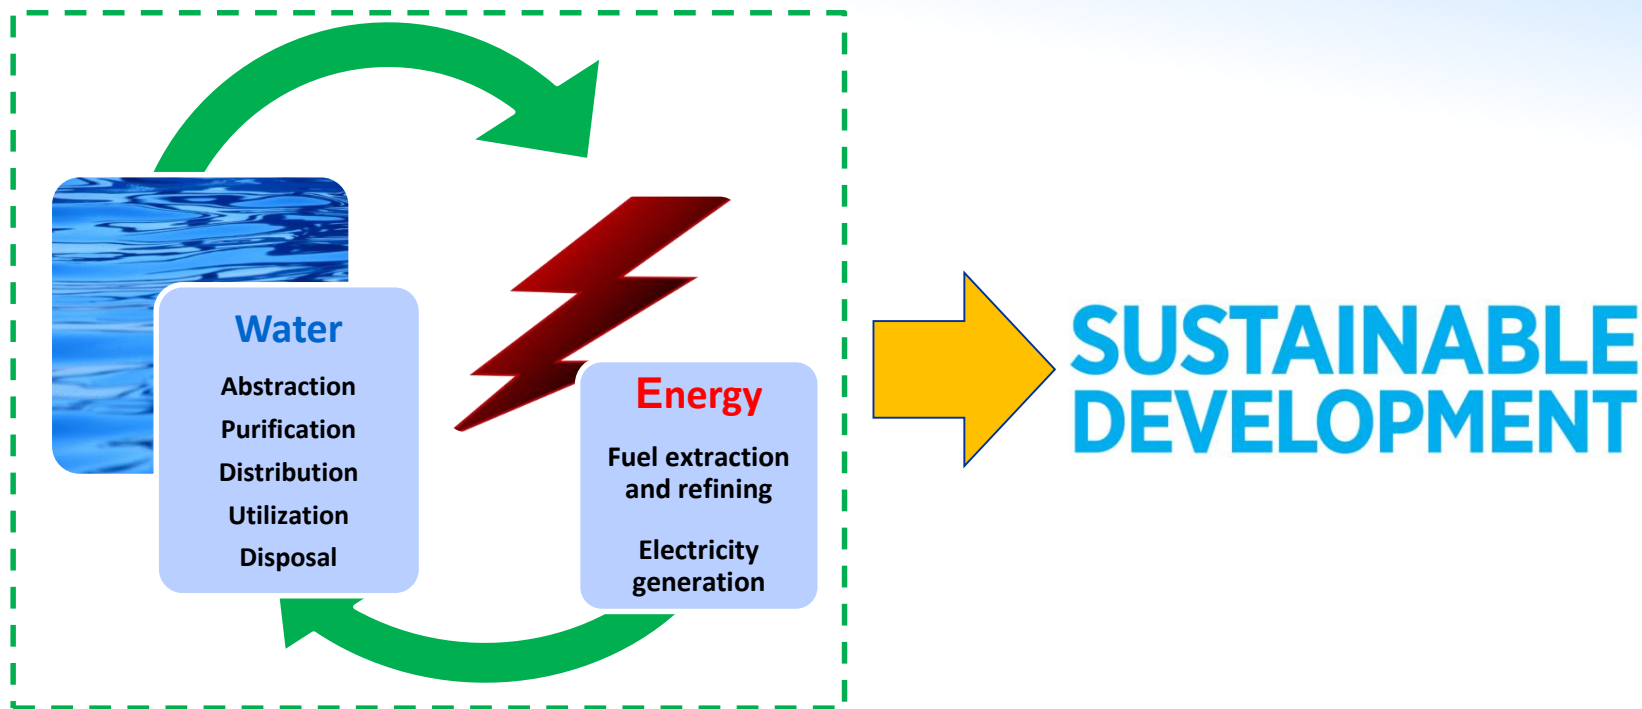 Water
Abstraction
Purification
Distribution
Utilization
Disposal
Energy
Fuel extraction
and refining
Electricity
generation
SUSTAINABLE
DEVELOPMENT